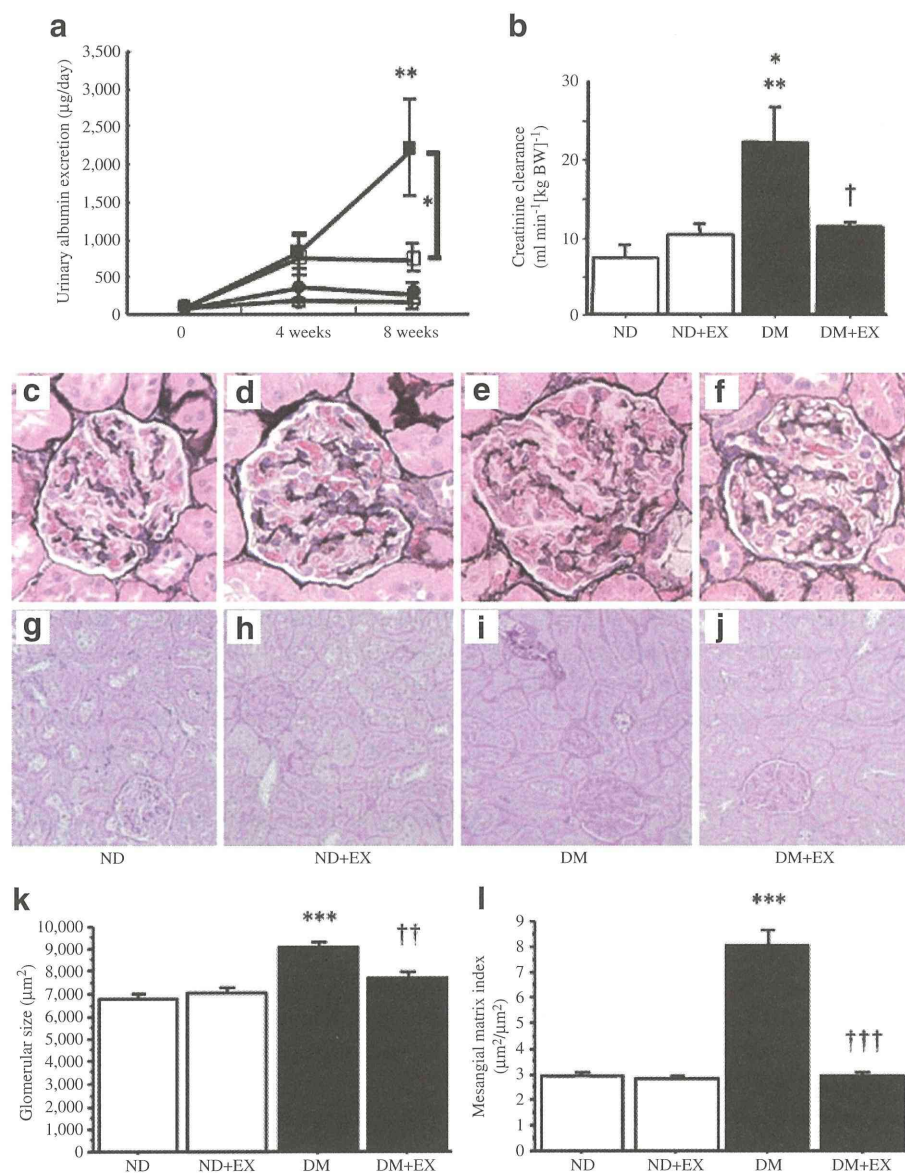 a
Urinary albumin excretion (μg/day)
3,500
3,000
2,500
2,000
1,500
1,000
500
0
**
*
0
4 weeks
8 weeks
b
Creatinine clearance
(ml min⁻¹[kg BW]⁻¹
30
20
10
0
*
**
†
ND
ND+EX
DM
DM+EX
c
d
e
f
g
h
i
j
ND
ND+EX
DM
DM+EX
k
Glomerular size (μm²)
10,000
9,000
8,000
7,000
6,000
5,000
4,000
3,000
2,000
1,000
0
***
††
ND
ND+EX
DM
DM+EX
l
Mesangial matrix index
(μm²/μm²)
9
8
7
6
5
4
3
2
1
0
***
†††
ND
ND+EX
DM
DM+EX